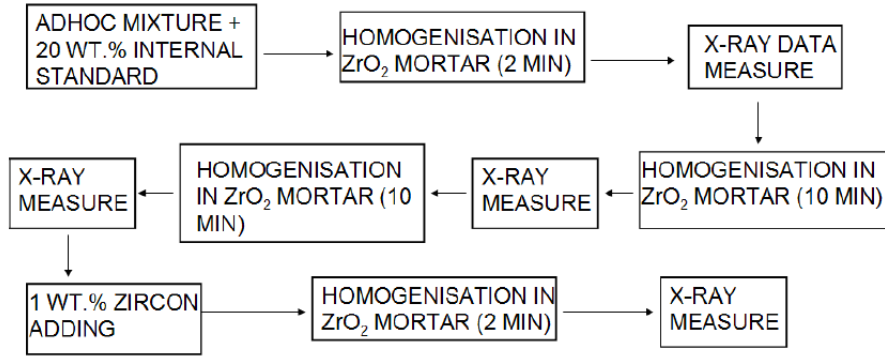 ADHOC MIXTURE +
20 WT.% INTERNAL
STANDARD
HOMOGENISATION IN
ZrO₂ MORTAR (2 MIN)
X-RAY DATA
MEASURE
HOMOGENISATION IN
ZrO₂ MORTAR (10 MIN)
X-RAY
MEASURE
HOMOGENISATION
IN ZrO₂ MORTAR (10
MIN)
X-RAY
MEASURE
1 WT.% ZIRCON
ADDING
HOMOGENISATION IN
ZrO₂ MORTAR (2 MIN)
X-RAY
MEASURE